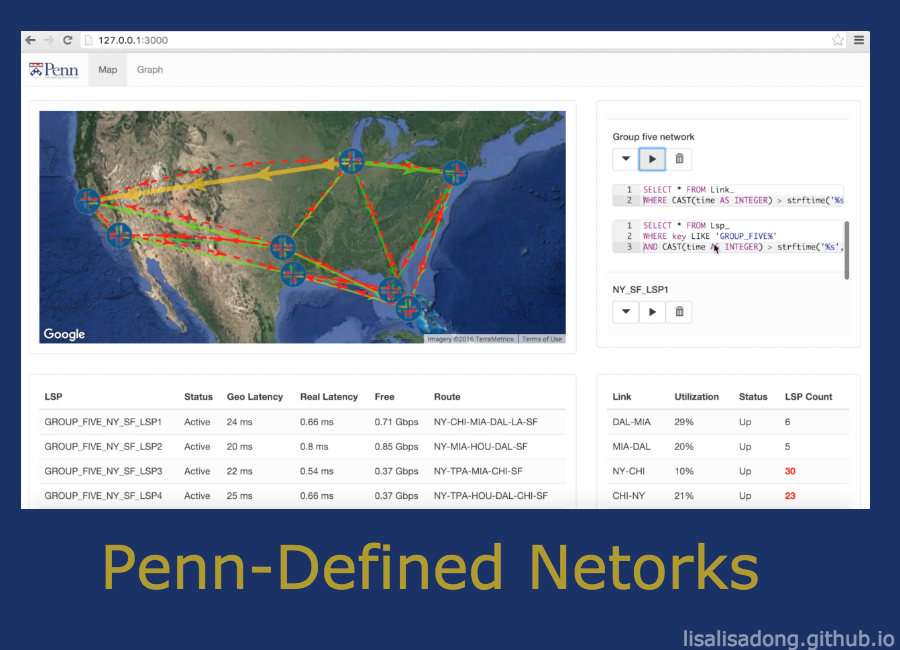 127.0.0.1:3000
Penn
Map
Graph
Google
Imagery ©2016 TerraMetrics
Terms of Use
Group five network
1 SELECT * FROM Link_
2 WHERE CAST(time AS INTEGER) > strftime('%s
1 SELECT * FROM Lsp_
2 WHERE key LIKE 'GROUP_FIVE%'
3 AND CAST(time AS INTEGER) > strftime('%s',
NY_SF_LSP1
LSP Status Geo Latency Real Latency Free Route
GROUP_FIVE_NY_SF_LSP1 Active 24 ms 0.66 ms 0.71 Gbps NY-CHI-MIA-DAL-LA-SF
GROUP_FIVE_NY_SF_LSP2 Active 20 ms 0.8 ms 0.85 Gbps NY-MIA-HOU-DAL-SF
GROUP_FIVE_NY_SF_LSP3 Active 22 ms 0.54 ms 0.37 Gbps NY-TPA-MIA-CHI-SF
GROUP_FIVE_NY_SF_LSP4 Active 25 ms 0.66 ms 0.37 Gbps NY-TPA-HOU-DAL-CHI-SF
Link Utilization Status LSP Count
DAL-MIA 29% Up 6
MIA-DAL 20% Up 5
NY-CHI 10% Up 30
CHI-NY 21% Up 23
Penn-Defined Netorks
lisalisadong.github.io